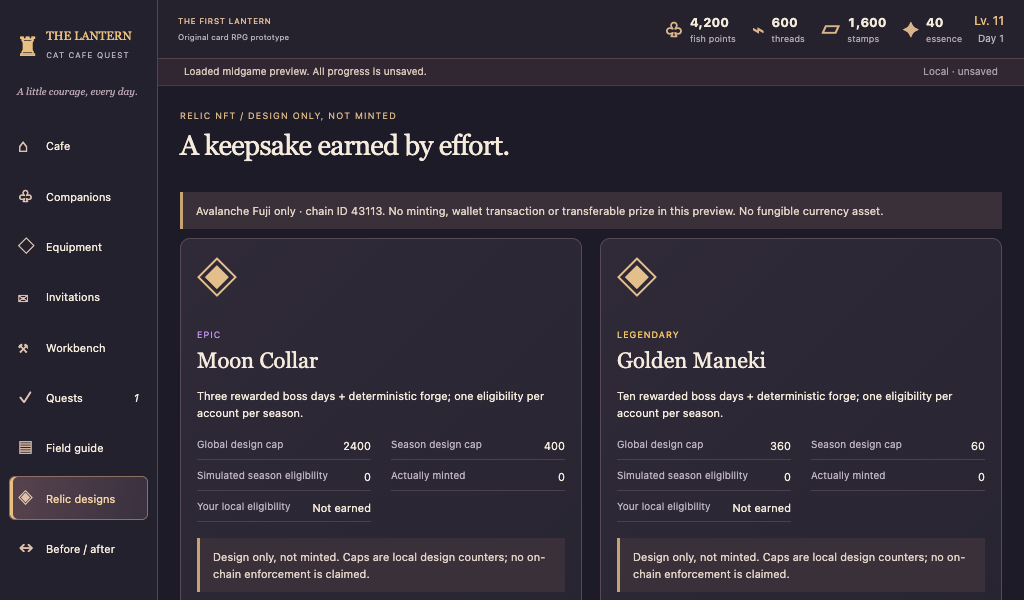 THE LANTERN
CAT CAFE QUEST
A little courage, every day.
Cafe
Companions
Equipment
Invitations
Workbench
Quests 1
Field guide
Relic designs
Before / after
THE FIRST LANTERN
Original card RPG prototype
4,200
fish points
600
threads
1,600
stamps
40
essence
Lv. 11
Day 1
Loaded midgame preview. All progress is unsaved.
Local · unsaved
RELIC NFT / DESIGN ONLY, NOT MINTED
A keepsake earned by effort.
Avalanche Fuji only · chain ID 43113. No minting, wallet transaction or transferable prize in this preview. No fungible currency asset.
EPIC
Moon Collar
Three rewarded boss days + deterministic forge; one eligibility per
account per season.
Global design cap 2400
Season design cap 400
Simulated season eligibility 0
Actually minted 0
Your local eligibility Not earned
Design only, not minted. Caps are local design counters; no on-
chain enforcement is claimed.
LEGENDARY
Golden Maneki
Ten rewarded boss days + deterministic forge; one eligibility per
account per season.
Global design cap 360
Season design cap 60
Simulated season eligibility 0
Actually minted 0
Your local eligibility Not earned
Design only, not minted. Caps are local design counters; no on-
chain enforcement is claimed.